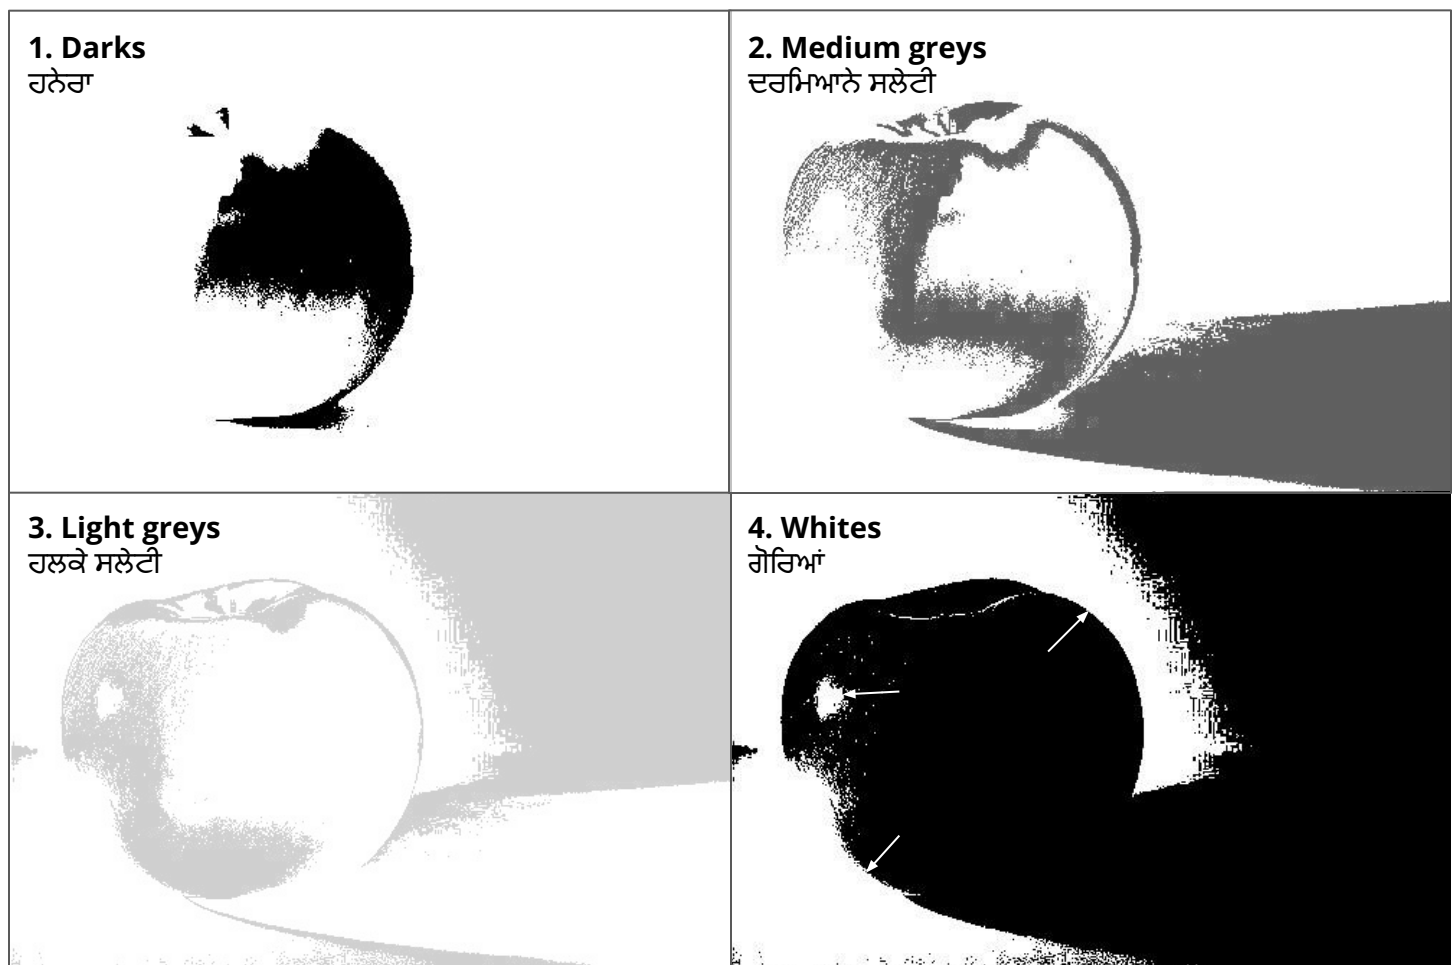 1. Darks
ਹਨੇਰਾ
2. Medium greys
ਦਰਮਿਆਨੇ ਸਲੇਟੀ
3. Light greys
ਹਲਕੇ ਸਲੇਟੀ
4. Whites
ਗੋਰਿਆਂ